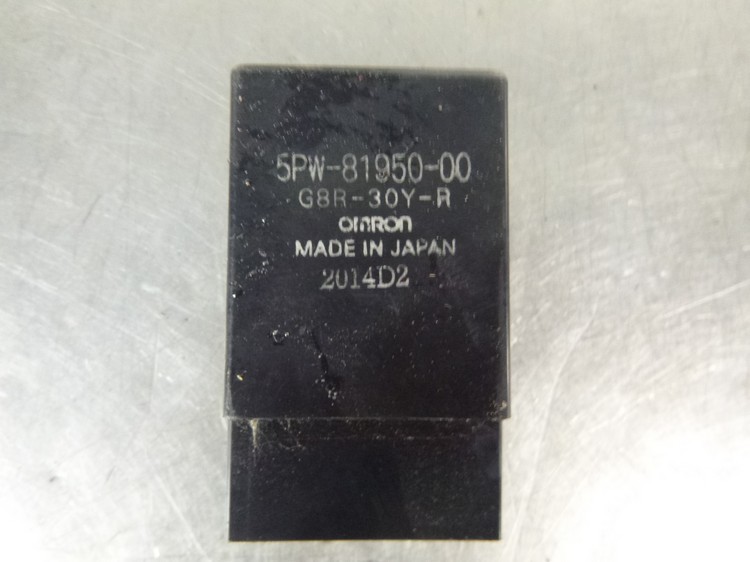 5PW-81950-00
G8R-30Y-R
omron
MADE IN JAPAN
2014D2